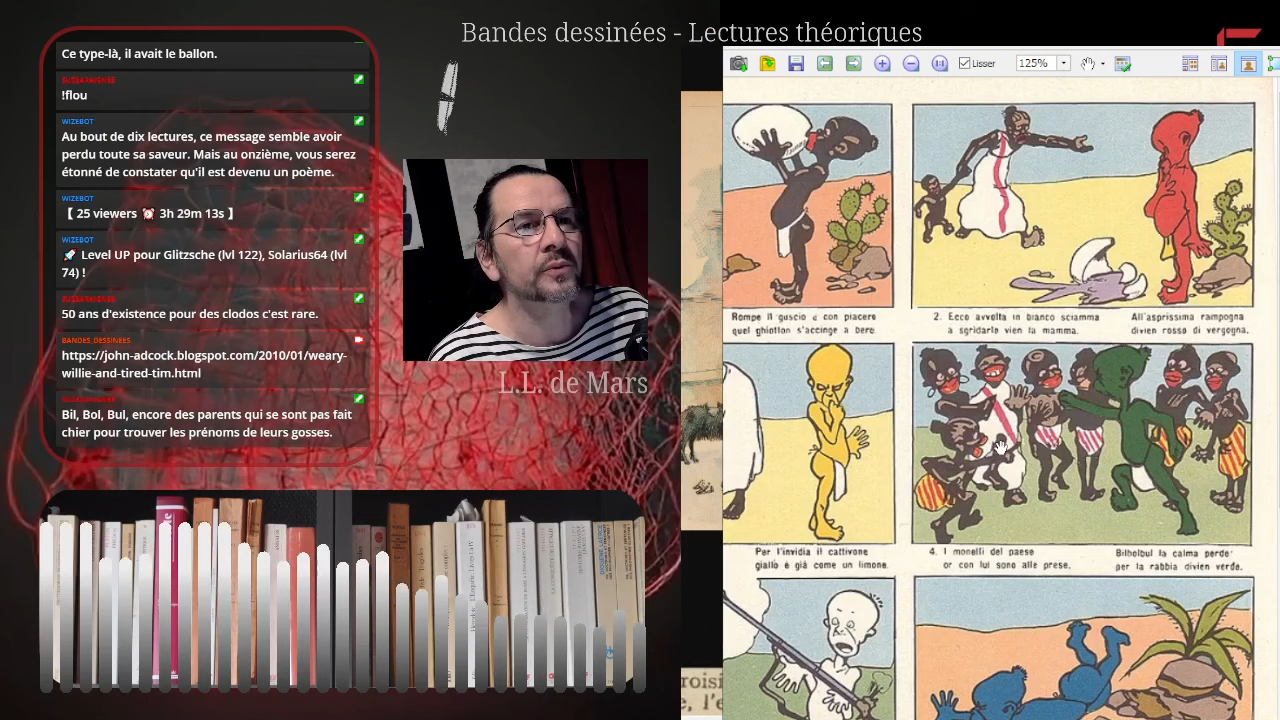 Bandes dessinées - Lectures théoriques
Ce type-là, il avait le ballon.
!flou
WIZEBOT
Au bout de dix lectures, ce message semble avoir
perdu toute sa saveur. Mais au onzième, vous serez
étonné de constater qu'il est devenu un poème.
WIZEBOT
【 25 viewers ⏰ 3h 29m 13s 】
WIZEBOT
🚀 Level UP pour Glitzsche (lvl 122), Solarius64 (lvl
74) !
50 ans d'existence pour des clodos c'est rare.
BANDES_DESSINEES
https://john-adcock.blogspot.com/2010/01/weary-
willie-and-tired-tim.html
Bil, Bol, Bul, encore des parents qui se sont pas fait
chier pour trouver les prénoms de leurs gosses.
L.L. de Mars
Lisser
125%
Rompe il guscio e con piacere
quel ghiotton s'accinge a bere.
2. Ecco avvolta in bianco sciamma
a sgridarlo vien la mamma.
All'asprissima rampogna
divien rosso di vergogna.
Per l'invidia il cattivone
giallo è già come un limone.
4. I monelli del paese
or con lui sono alle prese.
Bilbolbul la calma perde:
per la rabbia divien verde.